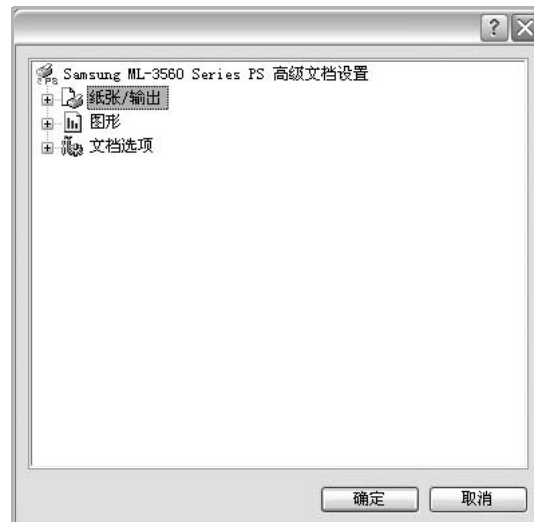 Samsung ML-3560 Series PS 高级文档设置
纸张/输出
图形
文档选项
确定
取消